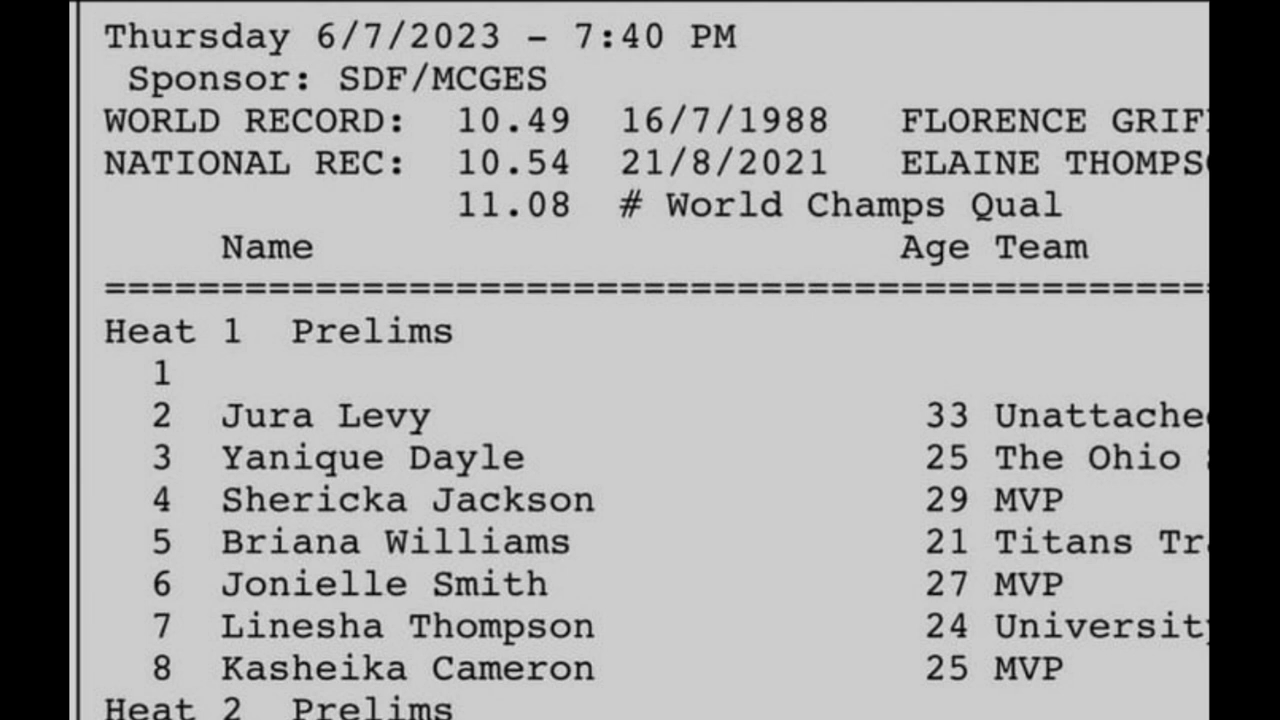 Thursday 6/7/2023 - 7:40 PM
Sponsor: SDF/MCGES
WORLD RECORD: 10.49 16/7/1988 FLORENCE
NATIONAL REC: 10.54 21/8/2021 ELAINE
11.08 # World Champs Qual
Name Age Team
================================================
Heat 1 Prelims
1
2 Jura Levy 33
3 Yanique Dayle 25 The Ohio
4 Shericka Jackson 29 MVP
5 Briana Williams 21 Titans
6 Jonielle Smith 27 MVP
7 Linesha Thompson 24
8 Kasheika Cameron 25 MVP
Heat 2 Prelims